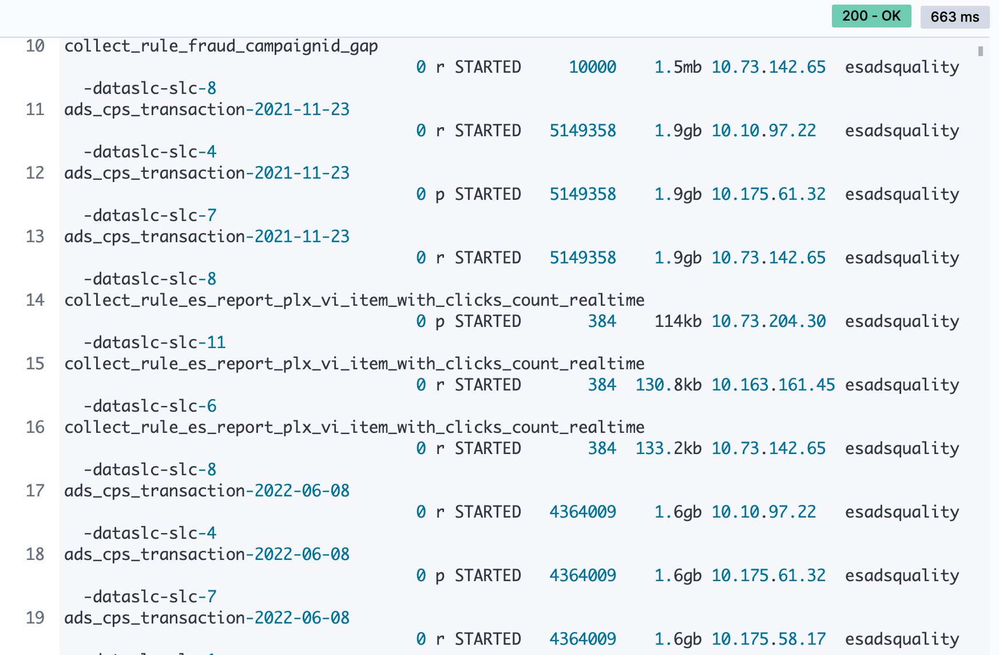 200 - OK 663 ms
10 collect_rule_fraud_campaignid_gap
0 r STARTED 10000 1.5mb 10.73.142.65 esadsquality
-dataslc-slc-8
11 ads_cps_transaction-2021-11-23
0 r STARTED 5149358 1.9gb 10.10.97.22 esadsquality
-dataslc-slc-4
12 ads_cps_transaction-2021-11-23
0 p STARTED 5149358 1.9gb 10.175.61.32 esadsquality
-dataslc-slc-7
13 ads_cps_transaction-2021-11-23
0 r STARTED 5149358 1.9gb 10.73.142.65 esadsquality
-dataslc-slc-8
14 collect_rule_es_report_plx_vi_item_with_clicks_count_realtime
0 p STARTED 384 114kb 10.73.204.30 esadsquality
-dataslc-slc-11
15 collect_rule_es_report_plx_vi_item_with_clicks_count_realtime
0 r STARTED 384 130.8kb 10.163.161.45 esadsquality
-dataslc-slc-6
16 collect_rule_es_report_plx_vi_item_with_clicks_count_realtime
0 r STARTED 384 133.2kb 10.73.142.65 esadsquality
-dataslc-slc-8
17 ads_cps_transaction-2022-06-08
0 r STARTED 4364009 1.6gb 10.10.97.22 esadsquality
-dataslc-slc-4
18 ads_cps_transaction-2022-06-08
0 p STARTED 4364009 1.6gb 10.175.61.32 esadsquality
-dataslc-slc-7
19 ads_cps_transaction-2022-06-08
0 r STARTED 4364009 1.6gb 10.175.58.17 esadsquality